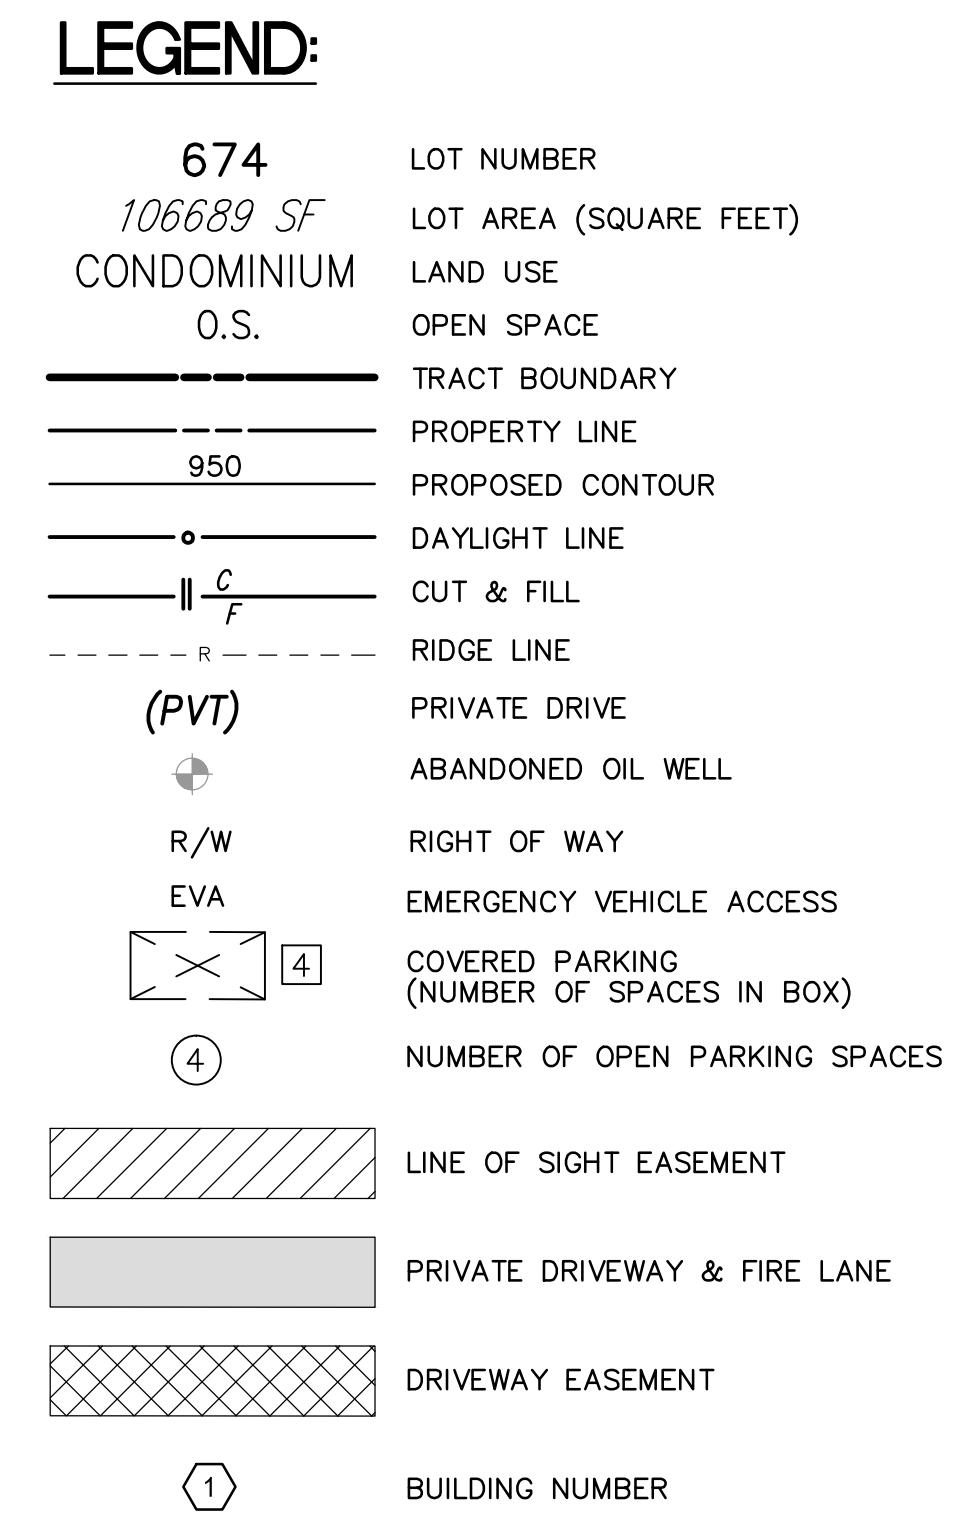 LEGEND:
674 LOT NUMBER
106689 SF LOT AREA (SQUARE FEET)
CONDOMINIUM LAND USE
O.S. OPEN SPACE
TRACT BOUNDARY
PROPERTY LINE
950 PROPOSED CONTOUR
DAYLIGHT LINE
C
F CUT & FILL
R RIDGE LINE
(PVT) PRIVATE DRIVE
ABANDONED OIL WELL
R/W RIGHT OF WAY
EVA EMERGENCY VEHICLE ACCESS
4 COVERED PARKING
(NUMBER OF SPACES IN BOX)
4 NUMBER OF OPEN PARKING SPACES
LINE OF SIGHT EASEMENT
PRIVATE DRIVEWAY & FIRE LANE
DRIVEWAY EASEMENT
1 BUILDING NUMBER